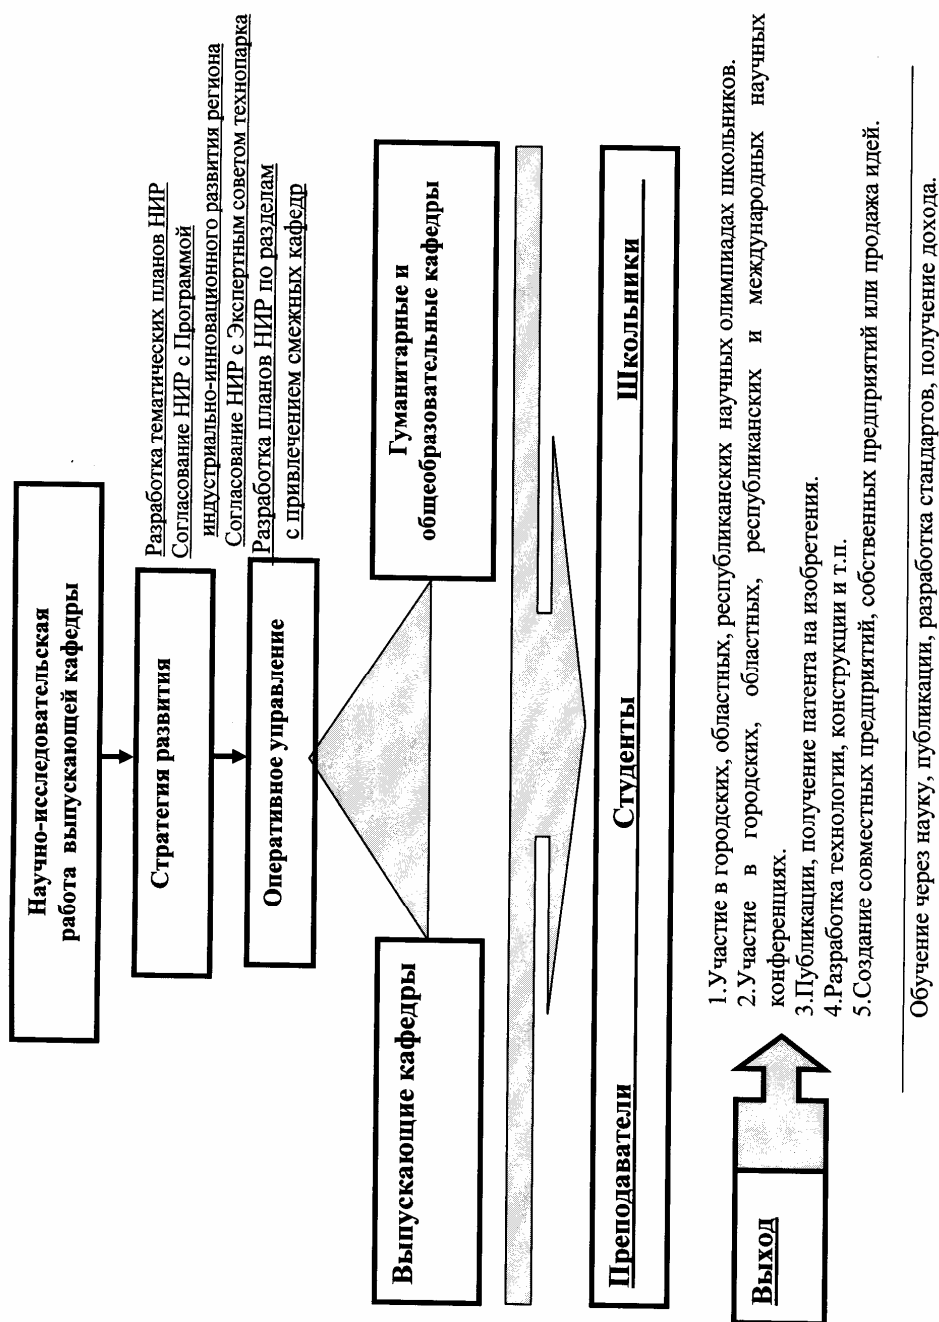 Научно-исследовательская
работа выпускающей кафедры
Стратегия развития
Разработка тематических планов НИР
Согласование НИР с Программой
индустриально-инновационного развития региона
Согласование НИР с Экспертным советом технопарка
Оперативное управление
Разработка планов НИР по разделам
с привлечением смежных кафедр
Выпускающие кафедры
Гуманитарные и
общеобразовательные кафедры
Преподаватели Студенты Школьники
Выход
1.Участие в городских, областных, республиканских научных олимпиадах школьников.
2.Участие в городских, областных, республиканских и международных научных
конференциях.
3.Публикации, получение патента на изобретения.
4.Разработка технологии, конструкции и т.п.
5.Создание совместных предприятий, собственных предприятий или продажа идей.
Обучение через науку, публикации, разработка стандартов, получение дохода.